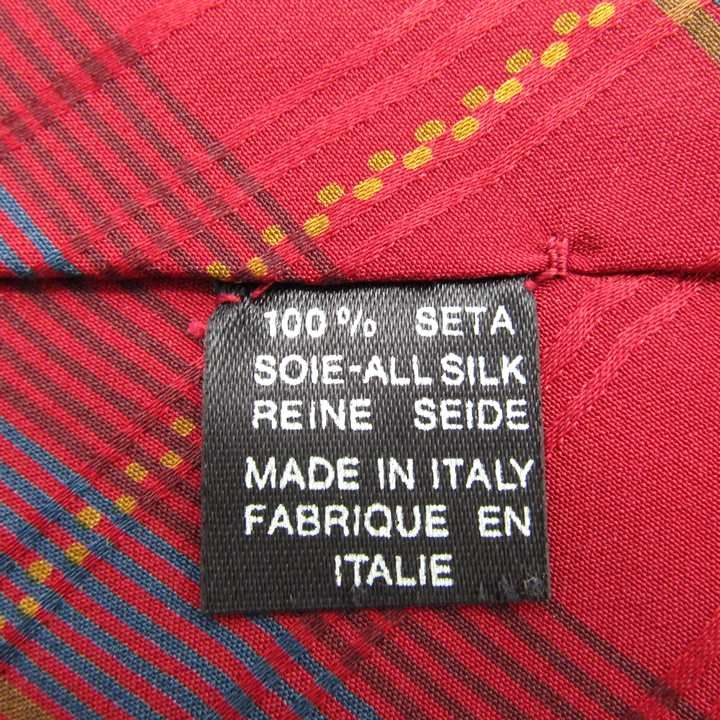 100% SETA
SOIE-ALL SILK
REINE SEIDE
MADE IN ITALY
FABRIQUE EN
ITALIE